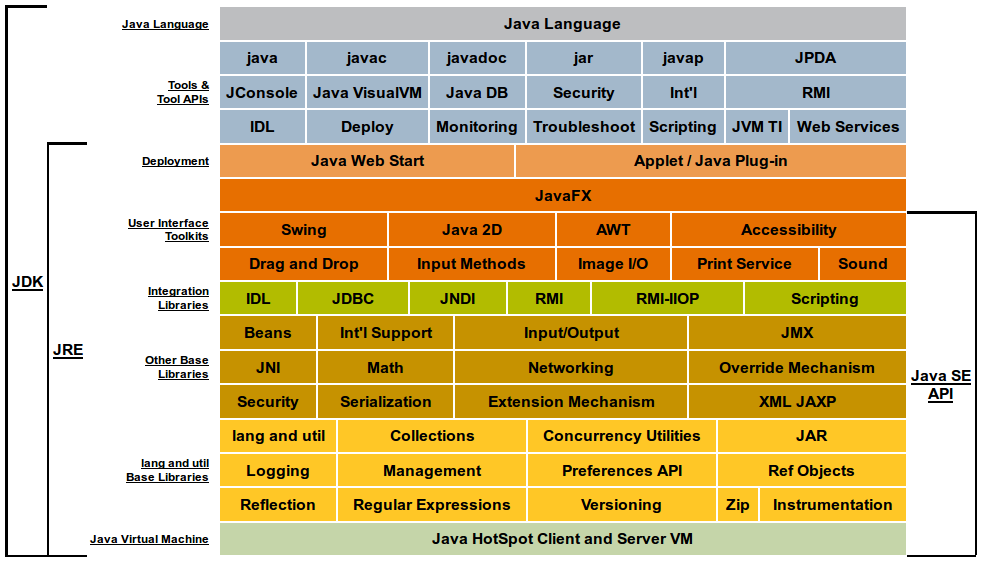 Java Language
Java Language
java javac javadoc jar javap JPDA
Tools &
Tool APIs
JConsole Java VisualVM Java DB Security Int'l RMI
IDL Deploy Monitoring Troubleshoot Scripting JVM TI Web Services
Deployment
Java Web Start Applet / Java Plug-in
JavaFX
User Interface
Toolkits
Swing Java 2D AWT Accessibility
Drag and Drop Input Methods Image I/O Print Service Sound
JDK
Integration
Libraries
IDL JDBC JNDI RMI RMI-IIOP Scripting
Beans Int'l Support Input/Output JMX
JRE
Other Base
Libraries
JNI Math Networking Override Mechanism
Java SE
API
Security Serialization Extension Mechanism XML JAXP
lang and util Collections Concurrency Utilities JAR
lang and util
Base Libraries
Logging Management Preferences API Ref Objects
Reflection Regular Expressions Versioning Zip Instrumentation
Java Virtual Machine
Java HotSpot Client and Server VM